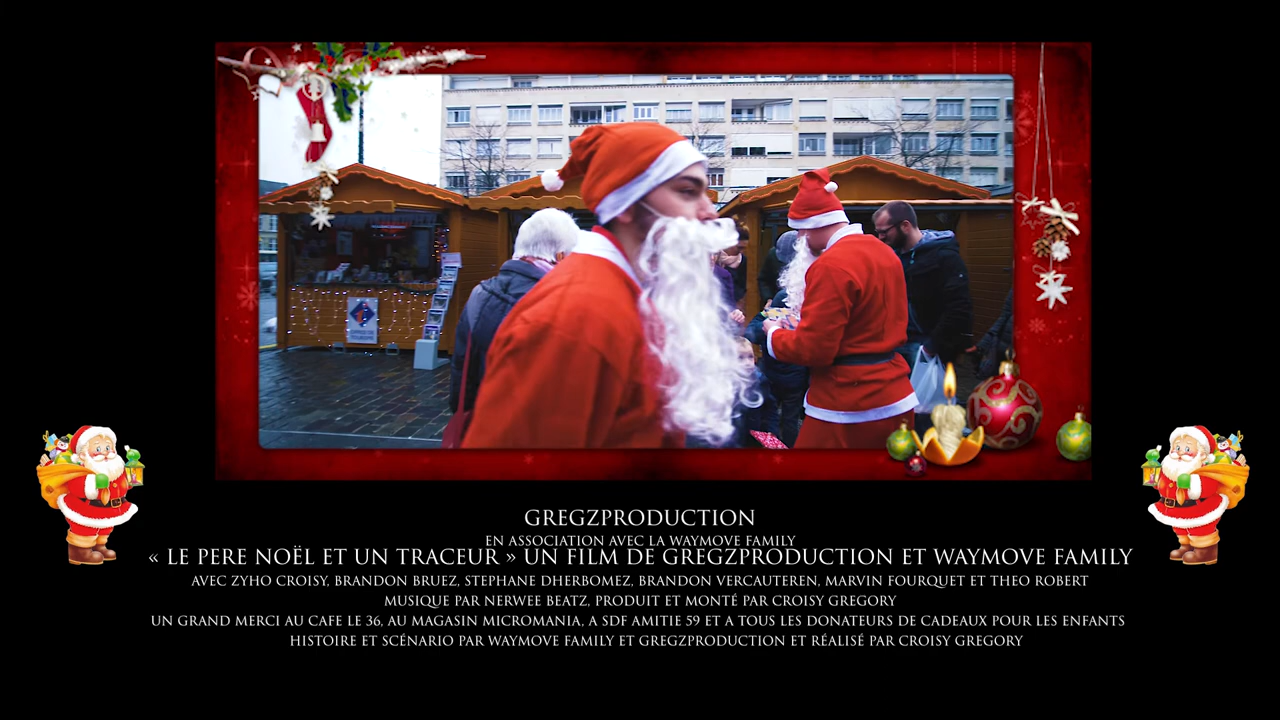 GREGZPRODUCTION
EN ASSOCIATION AVEC LA WAYMOVE FAMILY
« LE PERE NOËL ET UN TRACEUR » UN FILM DE GREGZPRODUCTION ET WAYMOVE FAMILY
AVEC ZYHO CROISY, BRANDON BRUEZ, STEPHANE DHERBOMEZ, BRANDON VERCAUTEREN, MARVIN FOURQUET ET THEO ROBERT
MUSIQUE PAR NERWEE BEATZ, PRODUIT ET MONTÉ PAR CROISY GREGORY
UN GRAND MERCI AU CAFE LE 36, AU MAGASIN MICROMANIA, A SDF AMITIE 59 ET A TOUS LES DONATEURS DE CADEAUX POUR LES ENFANTS
HISTOIRE ET SCÉNARIO PAR WAYMOVE FAMILY ET GREGZPRODUCTION ET RÉALISÉ PAR CROISY GREGORY